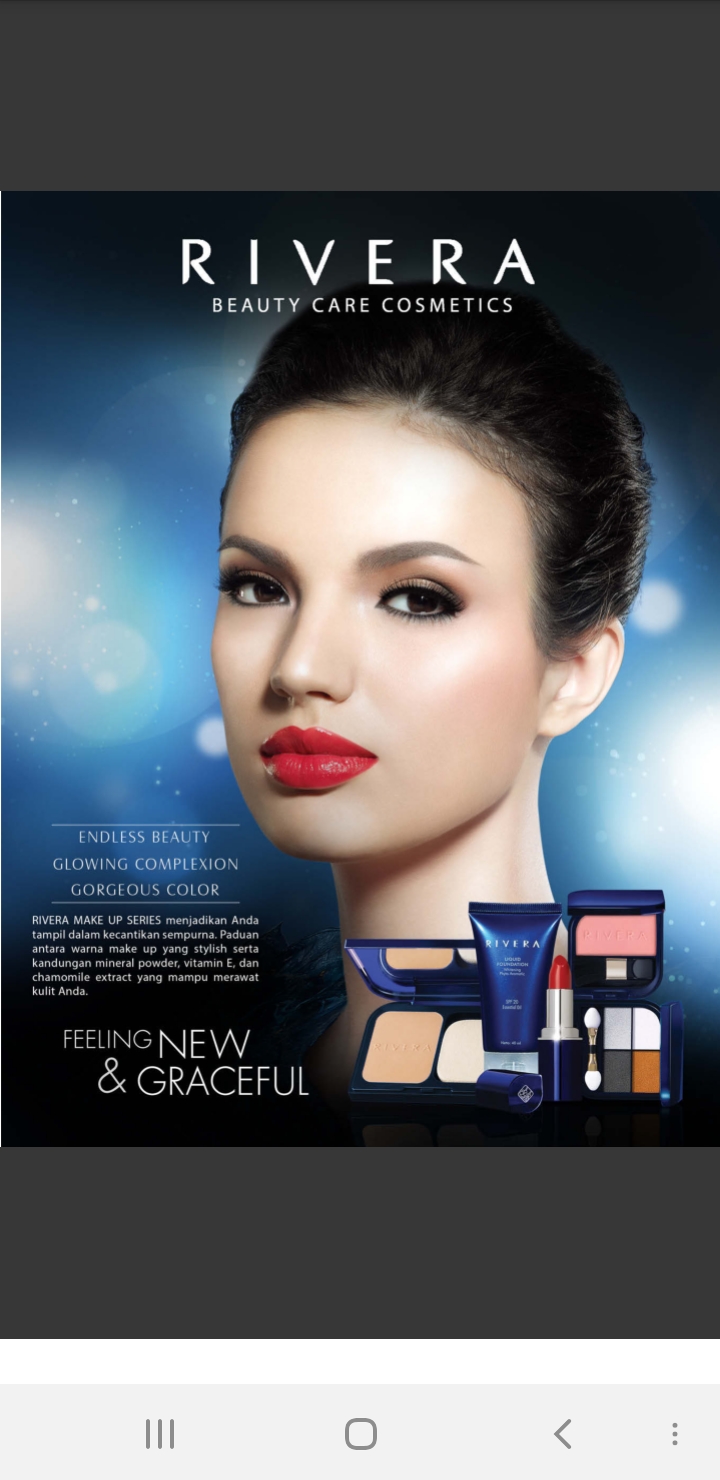 RIVERA
BEAUTY CARE COSMETICS
ENDLESS BEAUTY
GLOWING COMPLEXION
GORGEOUS COLOR
RIVERA MAKE UP SERIES menjadikan Anda
tampil dalam kecantikan sempurna. Paduan
antara warna make up yang stylish serta
kandungan mineral powder, vitamin E, dan
chamomile extract yang mampu merawat
kulit Anda.
FEELING NEW
& GRACEFUL
RIVERA
LIQUID
FOUNDATION
SPF 20
RIVERA
RIVERA